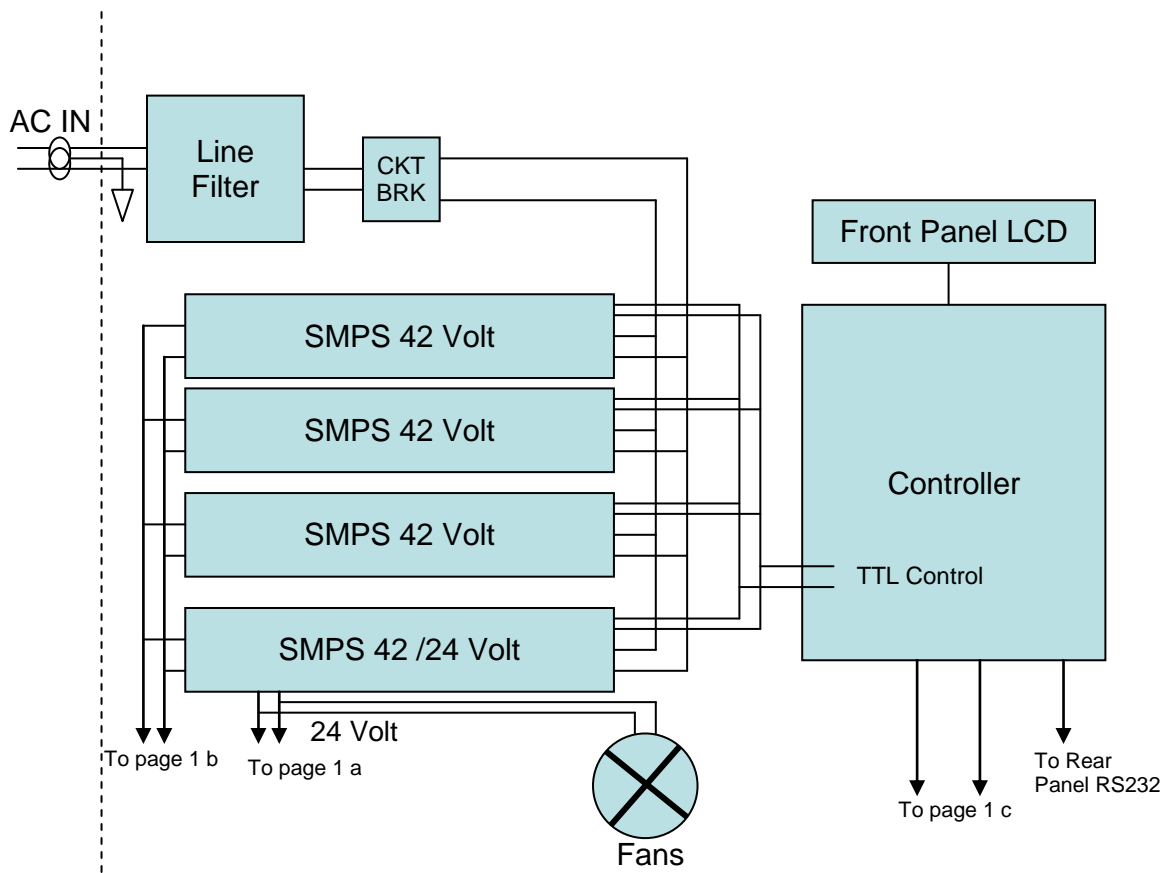 AC IN
Line
Filter
CKT
BRK
Front Panel LCD
SMPS 42 Volt
SMPS 42 Volt
SMPS 42 Volt
SMPS 42 /24 Volt
Controller
TTL Control
24 Volt
To page 1 b
To page 1 a
Fans
To page 1 c
To Rear
Panel RS232